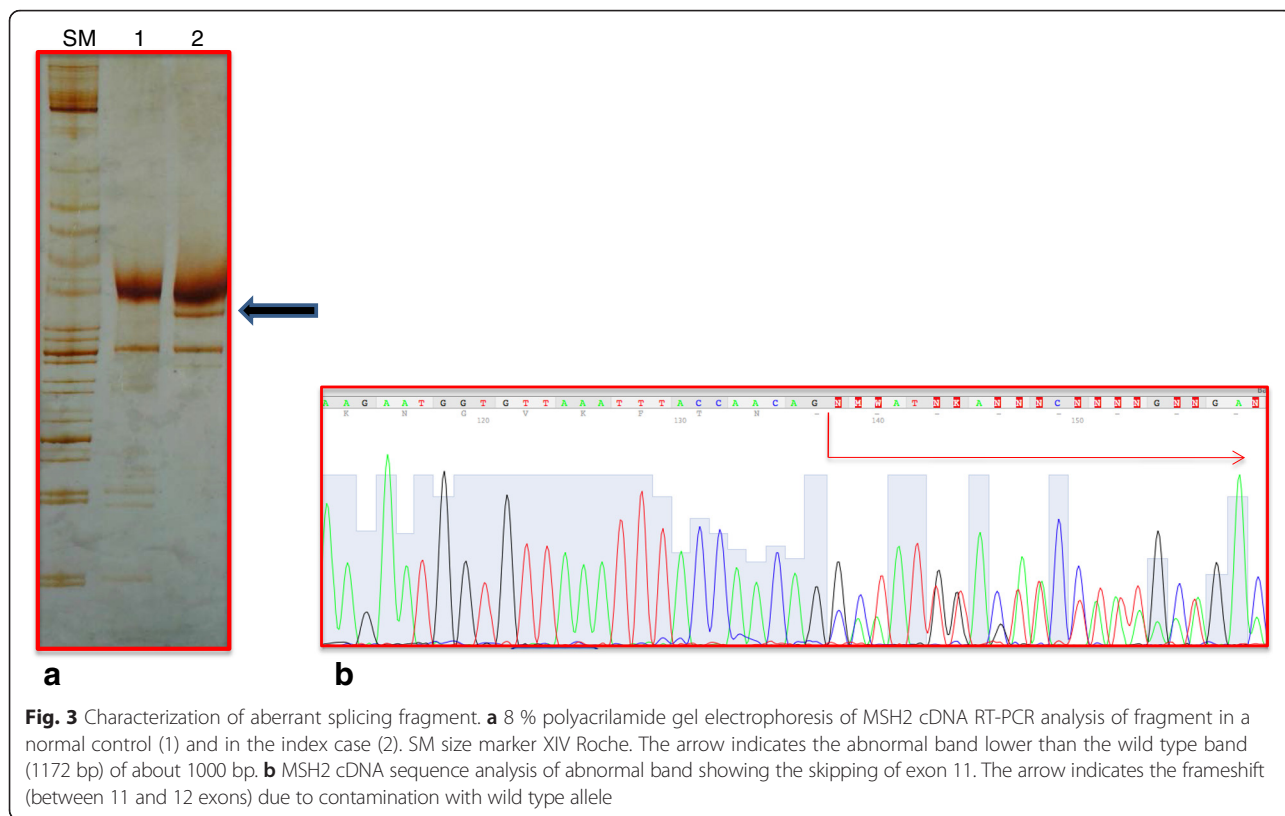 SM 1 2
A A G A A T G G T G T T A A A T T T A C C A A C A G N M W A T N K A N N N C N N N N G N N G A N
K N G V K F T N - - - - - - -
120 130 140 150
a
b
Fig. 3 Characterization of aberrant splicing fragment. a 8 % polyacrilamide gel electrophoresis of MSH2 cDNA RT-PCR analysis of fragment in a
normal control (1) and in the index case (2). SM size marker XIV Roche. The arrow indicates the abnormal band lower than the wild type band
(1172 bp) of about 1000 bp. b MSH2 cDNA sequence analysis of abnormal band showing the skipping of exon 11. The arrow indicates the frameshift
(between 11 and 12 exons) due to contamination with wild type allele